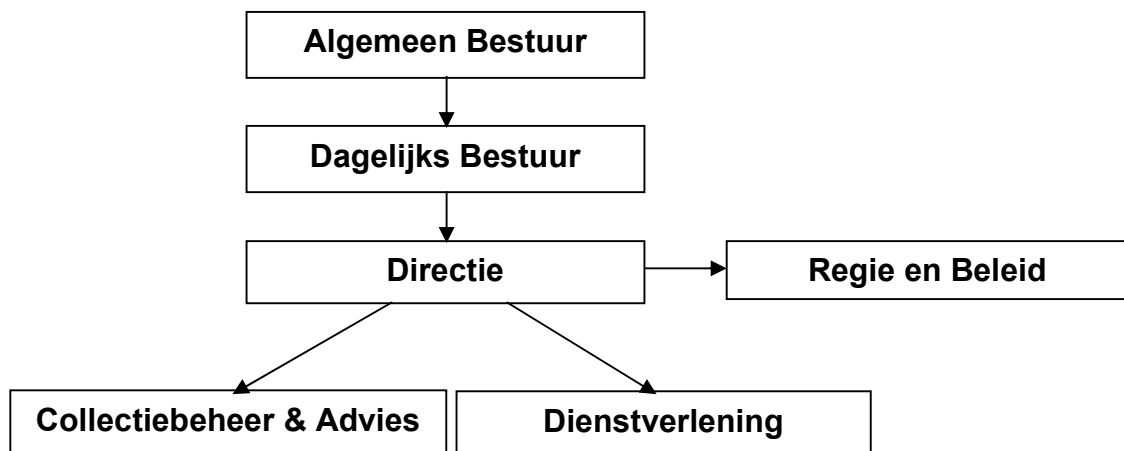 Algemeen Bestuur
Dagelijks Bestuur
Directie
Regie en Beleid
Collectiebeheer & Advies
Dienstverlening